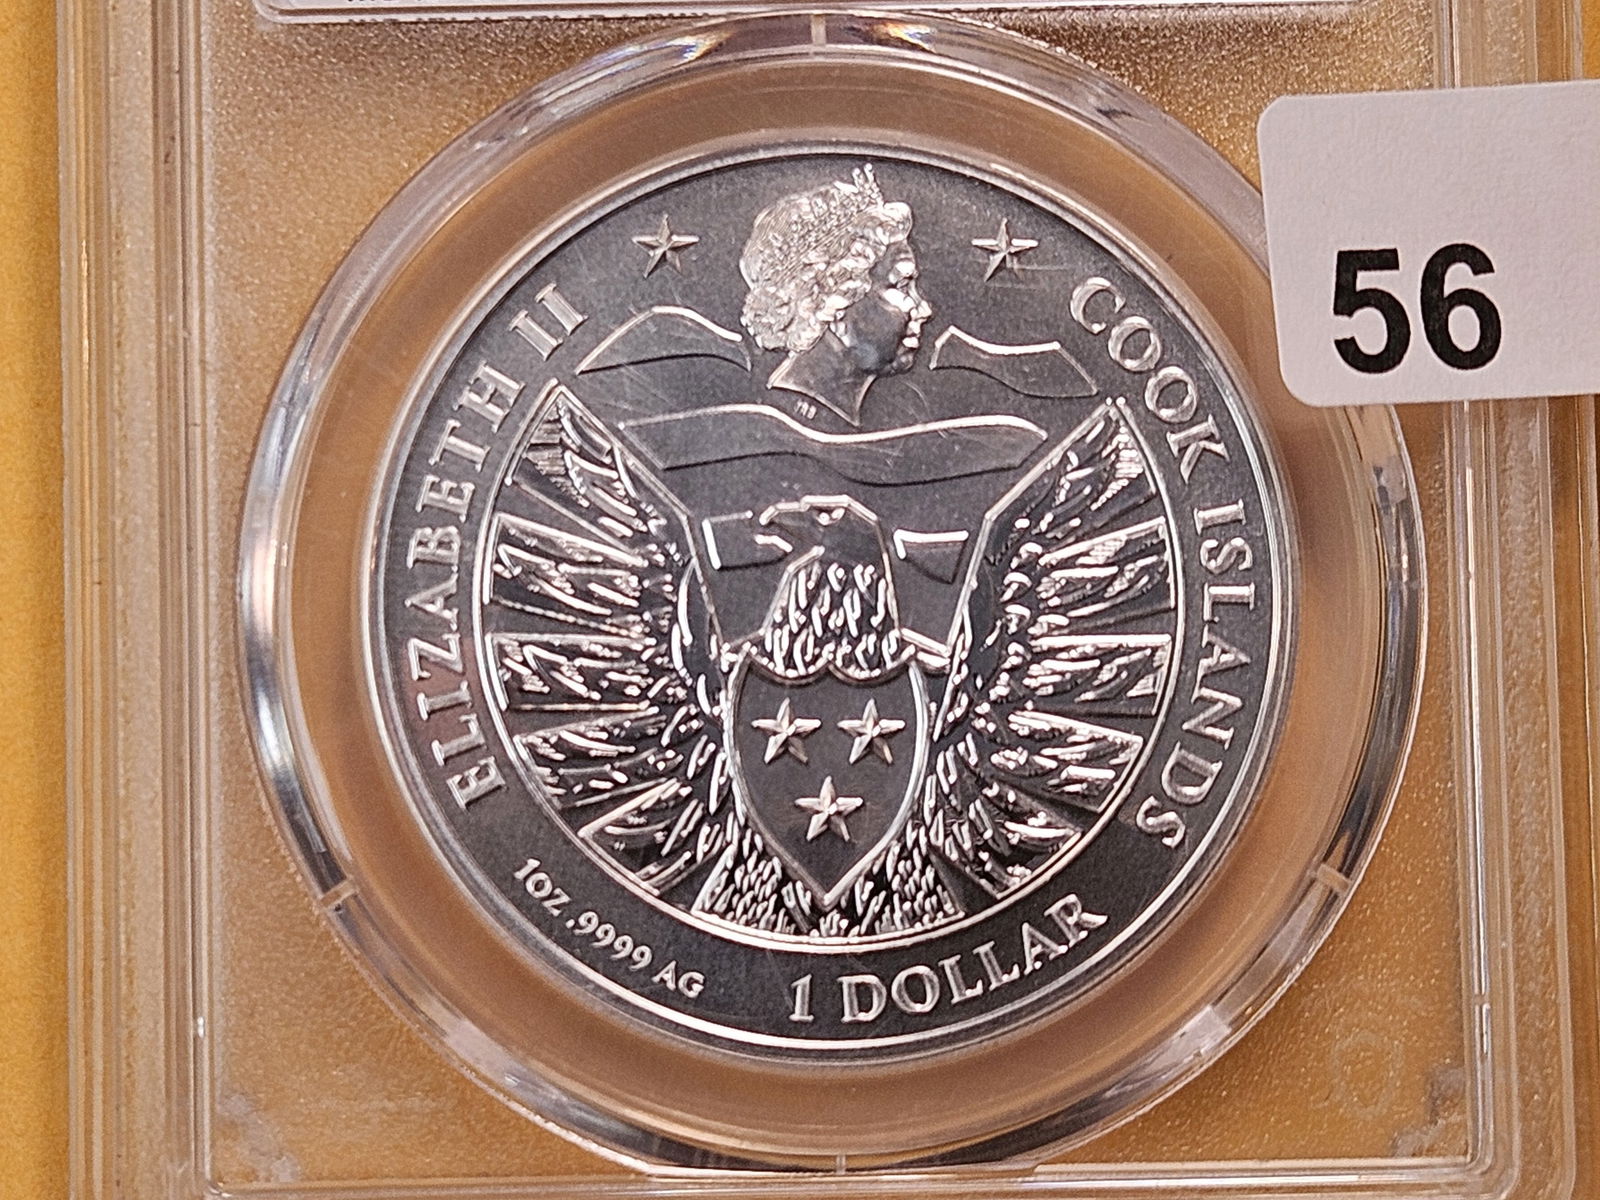 56
ELIZABETH II
COOK ISLANDS
1OZ .9999 AG
1 DOLLAR